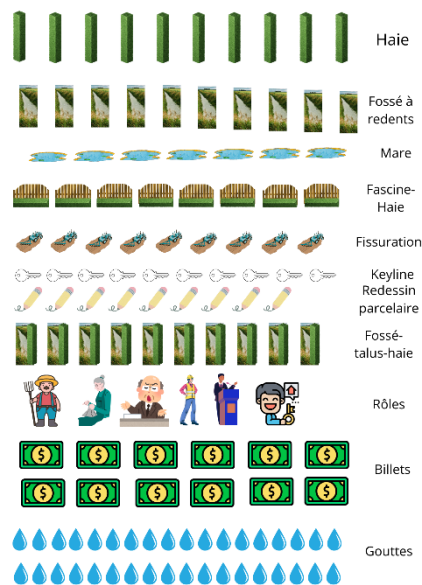 Haie
Fossé à
redents
Mare
Fascine-
Haie
Fissuration
Keyline
Redessin
parcelaire
Fossé-
talus-haie
Rôles
Billets
Gouttes